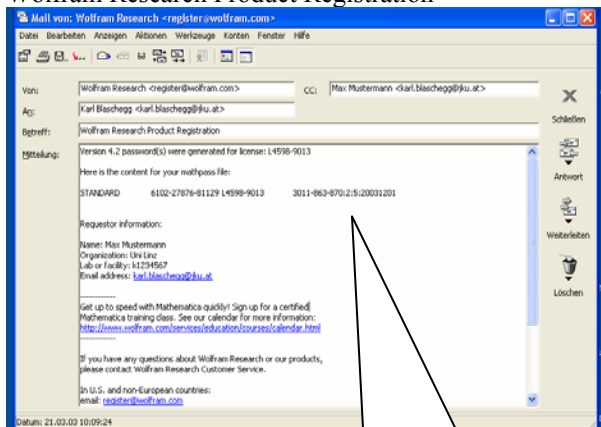 Wolfram Research Product Registration
Mail von: Wolfram Research <register@wolfram.com>
Datei Bearbeiten Anzeigen Aktionen Werkzeuge Konten Fenster Hilfe
Von: Wolfram Research <register@wolfram.com> CC: Max Mustermann <karl.blaschegg@jku.at>
An: Karl Blaschegg <karl.blaschegg@jku.at>
Betreff: Wolfram Research Product Registration
Mitteilung: Version 4.2 password(s) were generated for license: L4598-9013
Here is the content for your mathpass file:
STANDARD 6102-27876-81129 L4598-9013 3011-863-870:2:5:20031201
Requestor information:
Name: Max Mustermann
Organization: Uni Linz
Lab or facility: k1234567
Email address: karl.blaschegg@jku.at
------------
Get up to speed with Mathematica quickly! Sign up for a certified
Mathematica training class. See our calendar for more information:
http://www.wolfram.com/services/education/courses/calendar.html
------------
If you have any questions about Wolfram Research or our products,
please contact Wolfram Research Customer Service.
In U.S. and non-European countries:
email: register@wolfram.com
Schließen
Antwort
Weiterleiten
Löschen
Datum: 21.03.03 10:09:24